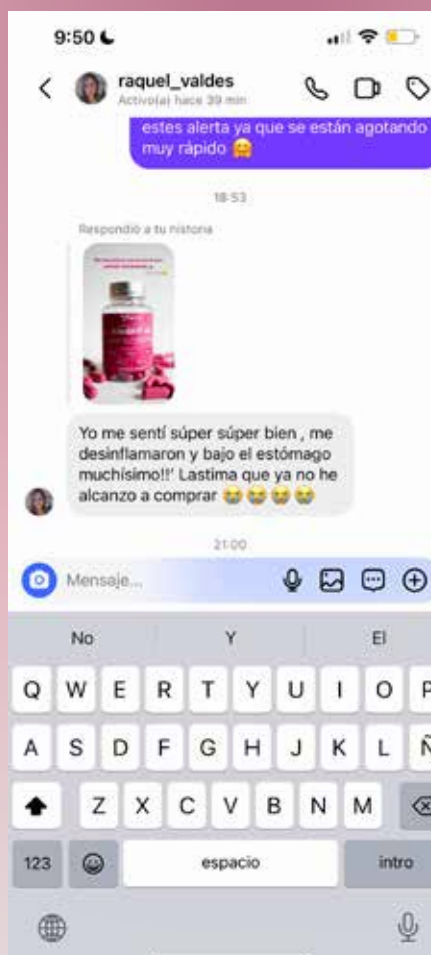 9:50
raquel_valdes
Activo(a) hace 39 min
estes alerta ya que se están agotando
muy rápido 🤗
18:53
Respondió a tu historia
Yo me sentí súper súper bien , me
desinflamaron y bajo el estómago
muchísimo!!' Lastima que ya no he
alcanzo a comprar 😭😭😭😭
21:00
Mensaje...
No Y El
Q W E R T Y U I O P
A S D F G H J K L Ñ
Z X C V B N M
123 espacio intro